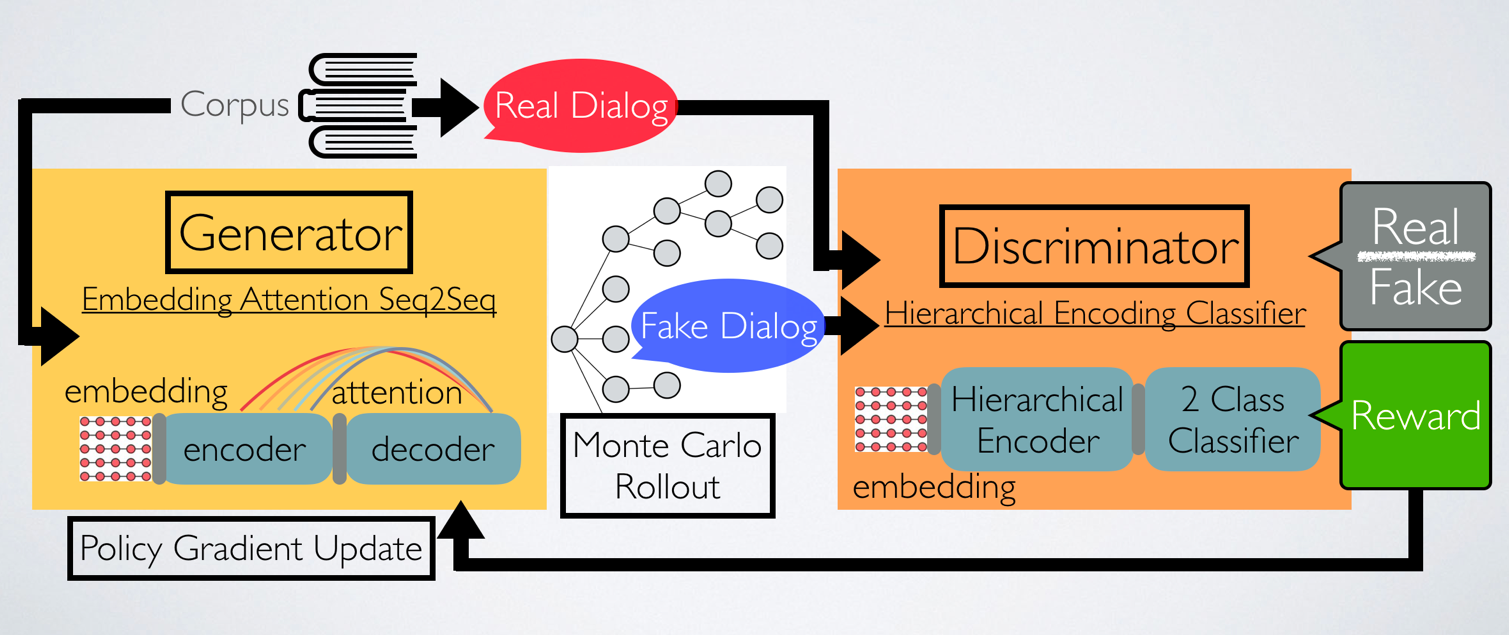 Corpus
Real Dialog
Generator
Embedding Attention Seq2Seq
embedding
attention
encoder
decoder
Policy Gradient Update
Fake Dialog
Monte Carlo
Rollout
Discriminator
Hierarchical Encoding Classifier
Hierarchical
Encoder
2 Class
Classifier
embedding
Real
Fake
Reward